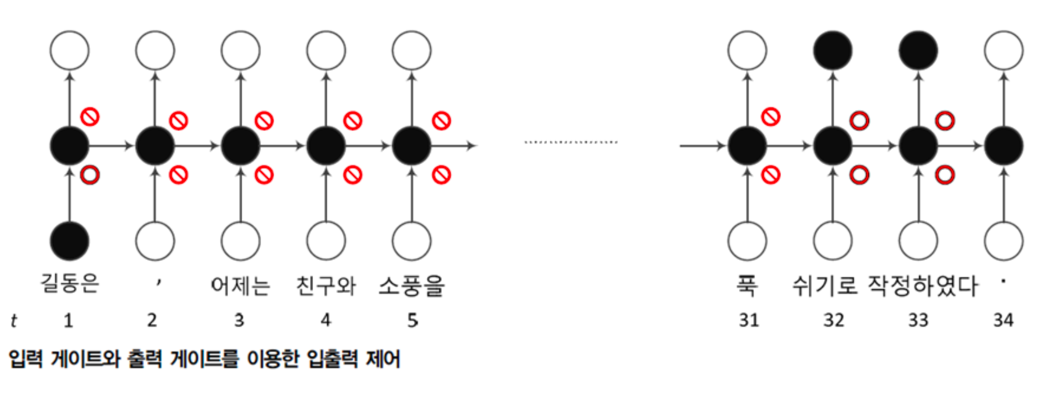 길동은 , 어제는 친구와 소풍을 푹 쉬기로 작정하였다 .
t 1 2 3 4 5 31 32 33 34
입력 게이트와 출력 게이트를 이용한 입출력 제어